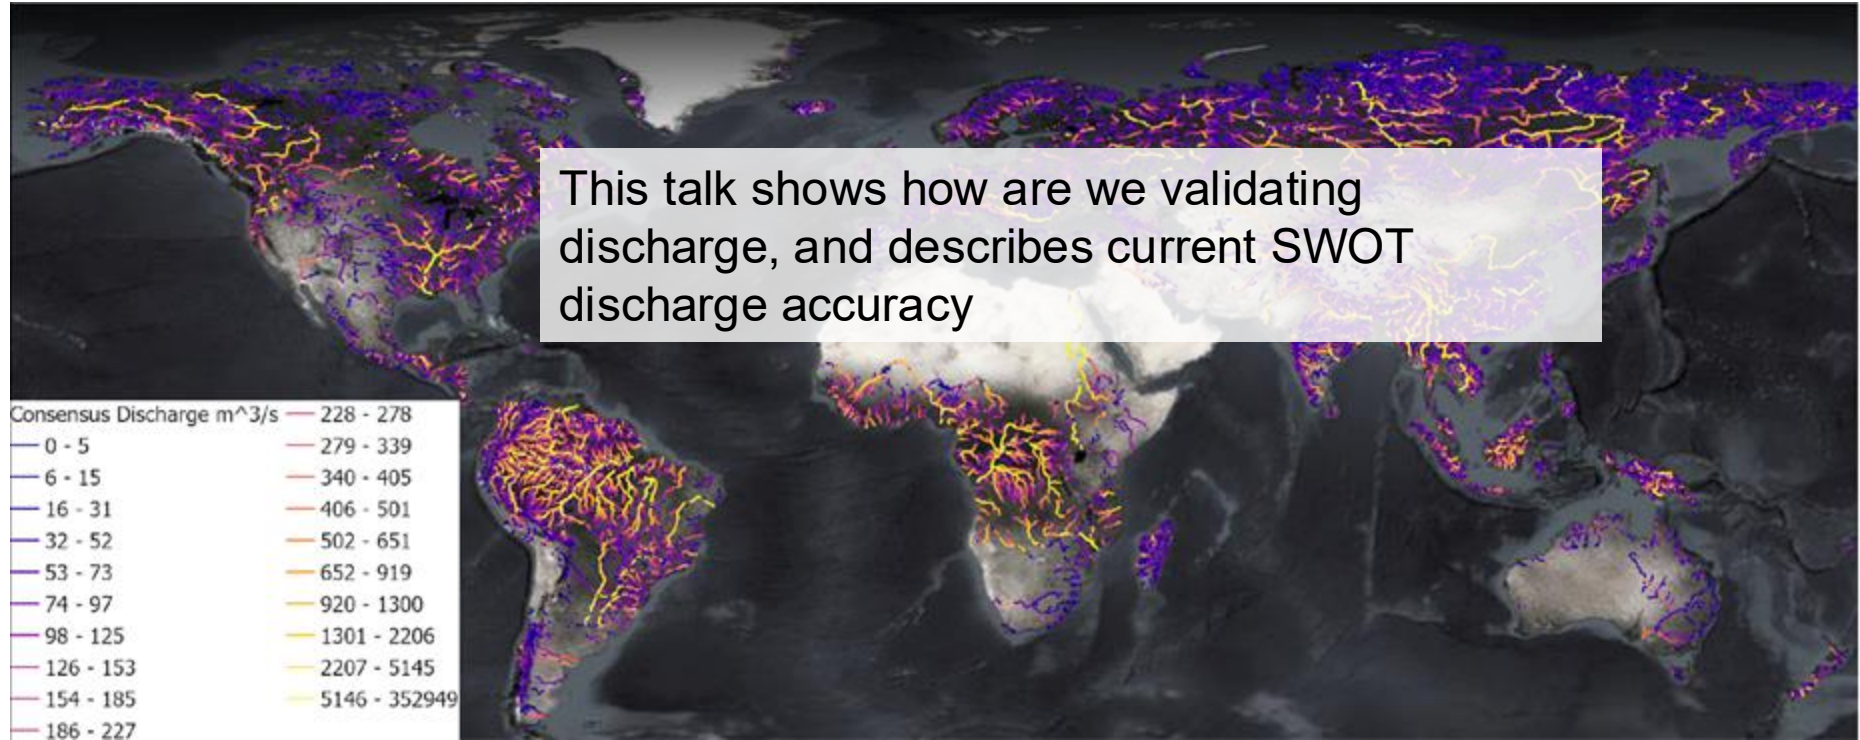 This talk shows how are we validating
discharge, and describes current SWOT
discharge accuracy
Consensus Discharge m^3/s
0 - 5
6 - 15
16 - 31
32 - 52
53 - 73
74 - 97
98 - 125
126 - 153
154 - 185
186 - 227
228 - 278
279 - 339
340 - 405
406 - 501
502 - 651
652 - 919
920 - 1300
1301 - 2206
2207 - 5145
5146 - 352949